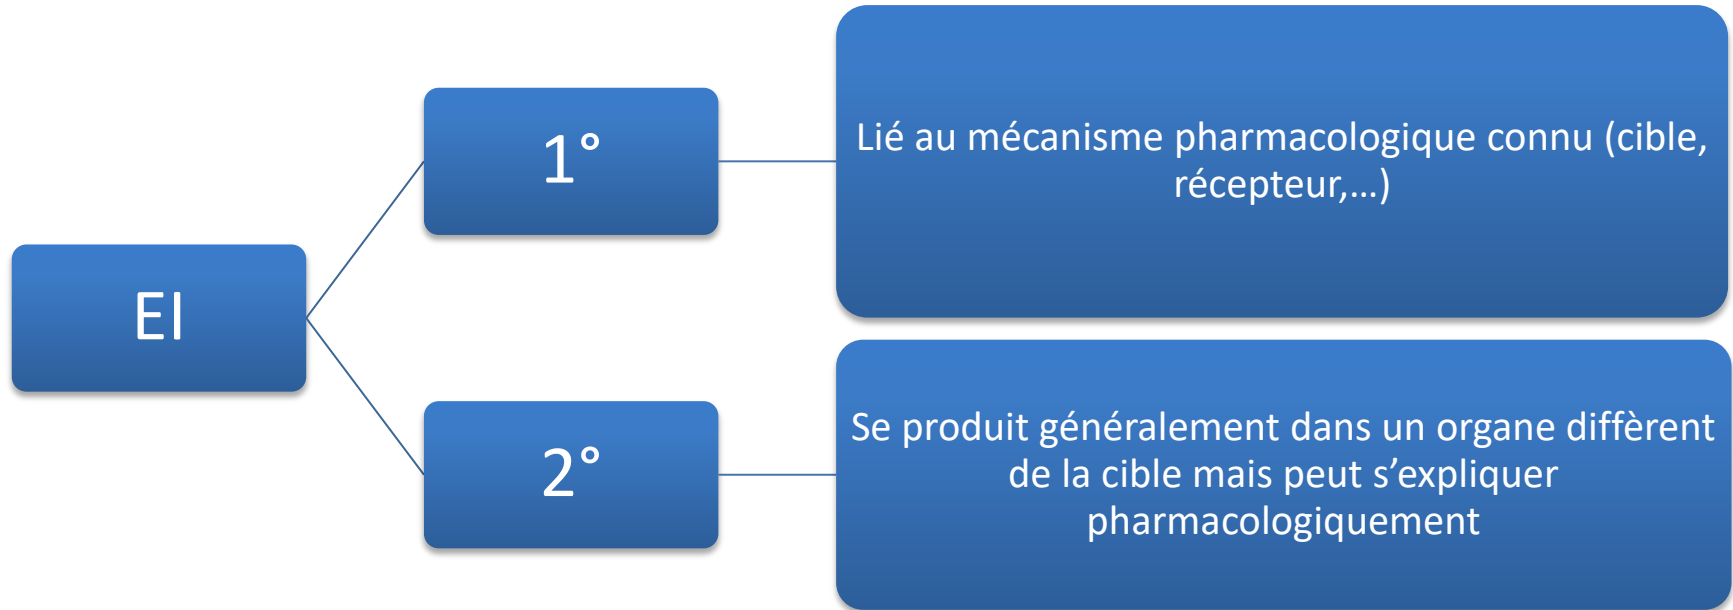 EI
1°
Lié au mécanisme pharmacologique connu (cible,
récepteur,...)
2°
Se produit généralement dans un organe diffèrent
de la cible mais peut s’expliquer
pharmacologiquement